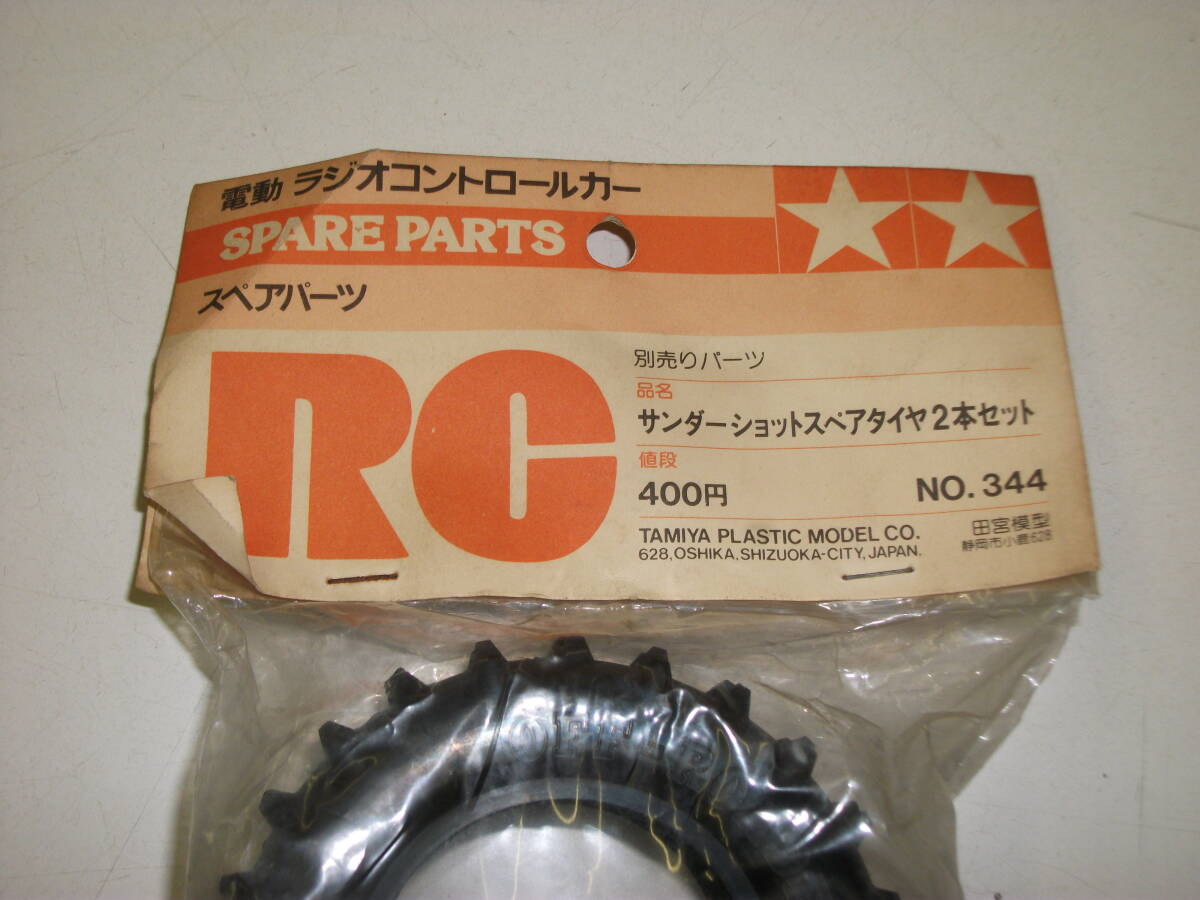 電動 ラジオコントロールカー
SPARE PARTS
スペアパーツ
RC
別売りパーツ
品名
サンダーショットスペアタイヤ2本セット
値段
400円
NO. 344
TAMIYA PLASTIC MODEL CO.
628, OSHIKA, SHIZUOKA-CITY, JAPAN.
田宮模型
静岡市小鹿628